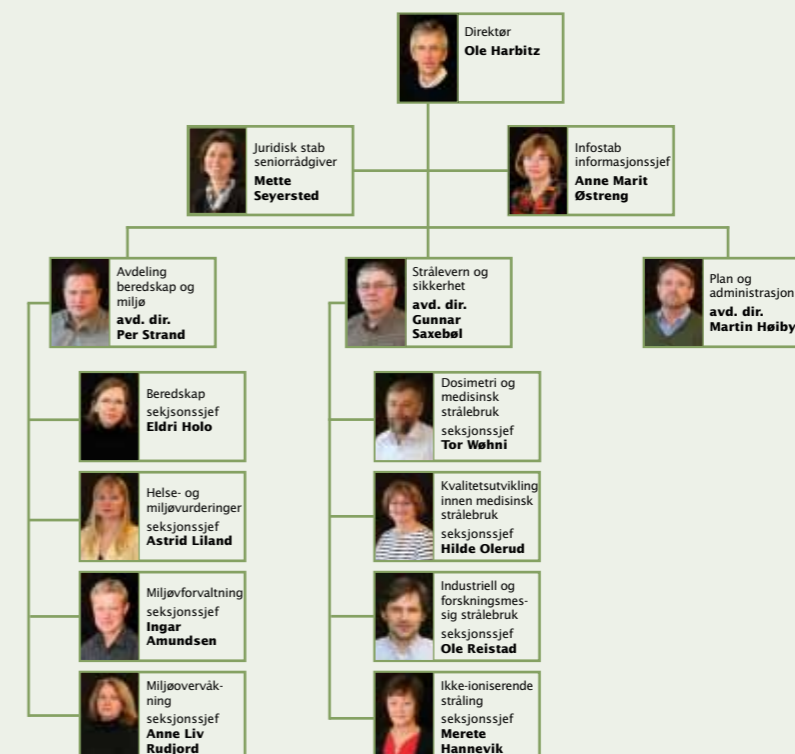 Direktør
Ole Harbitz
Juridisk stab
seniorrådgiver
Mette
Seyersted
Infostab
informasjonssjef
Anne Marit
Østreng
Avdeling
beredskap og
miljø
avd. dir.
Per Strand
Strålevern og
sikkerhet
avd. dir.
Gunnar
Saxebøl
Plan og
administrasjon
avd. dir.
Martin Høiby
Beredskap
sekjsonssjef
Eldri Holo
Helse- og
miljøvurderinger
seksjonssjef
Astrid Liland
Miljøvforvaltning
seksjonssjef
Ingar
Amundsen
Miljøovervåk-
ning
seksjonssjef
Anne Liv
Rudjord
Dosimetri og
medisinsk
strålebruk
seksjonssjef
Tor Wøhni
Kvalitetsutvikling
innen medisinsk
strålebruk
seksjonssjef
Hilde Olerud
Industriell og
forskningsmes-
sig strålebruk
seksjonssjef
Ole Reistad
Ikke-ioniserende
stråling
seksjonssjef
Merete
Hannevik